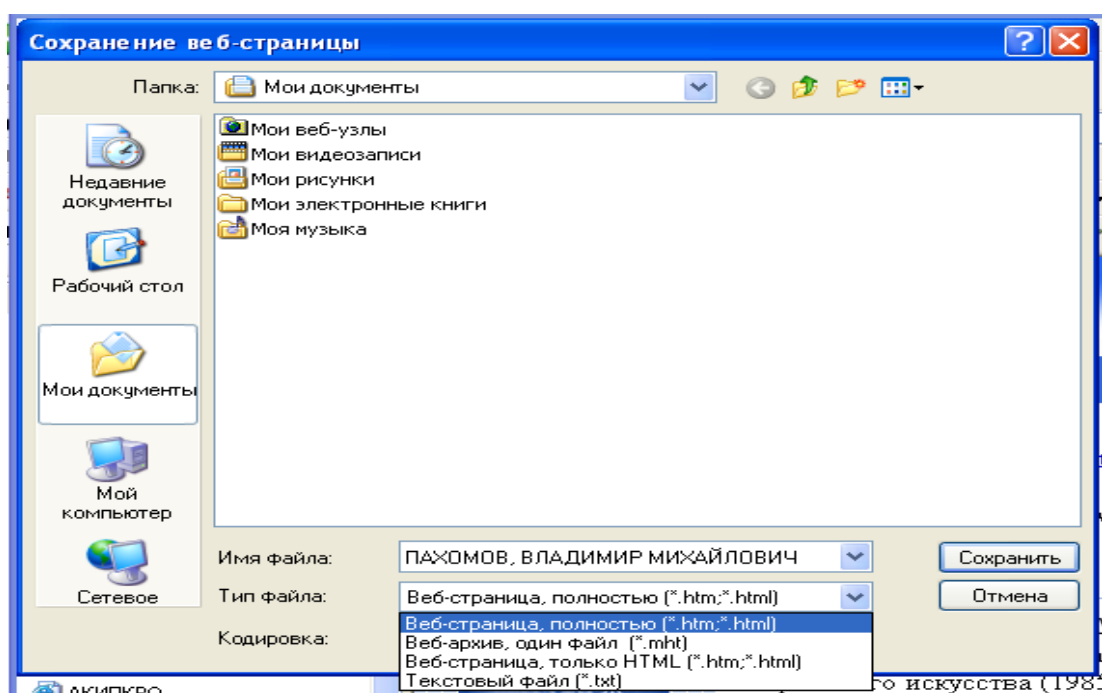 Сохранение веб-страницы
Папка: Мои документы
Мои веб-узлы
Мои видеозаписи
Мои рисунки
Мои электронные книги
Моя музыка
Недавние документы
Рабочий стол
Мои документы
Мой компьютер
Сетевое
Имя файла: ПАХОМОВ, ВЛАДИМИР МИХАЙЛОВИЧ Сохранить
Тип файла: Веб-страница, полностью (*.htm;*.html) Отмена
Кодировка:
Веб-страница, полностью (*.htm;*.html)
Веб-архив, один файл (*.mht)
Веб-страница, только HTML (*.htm;*.html)
Текстовый файл (*.txt)
АКИПКРО
го искусства (198